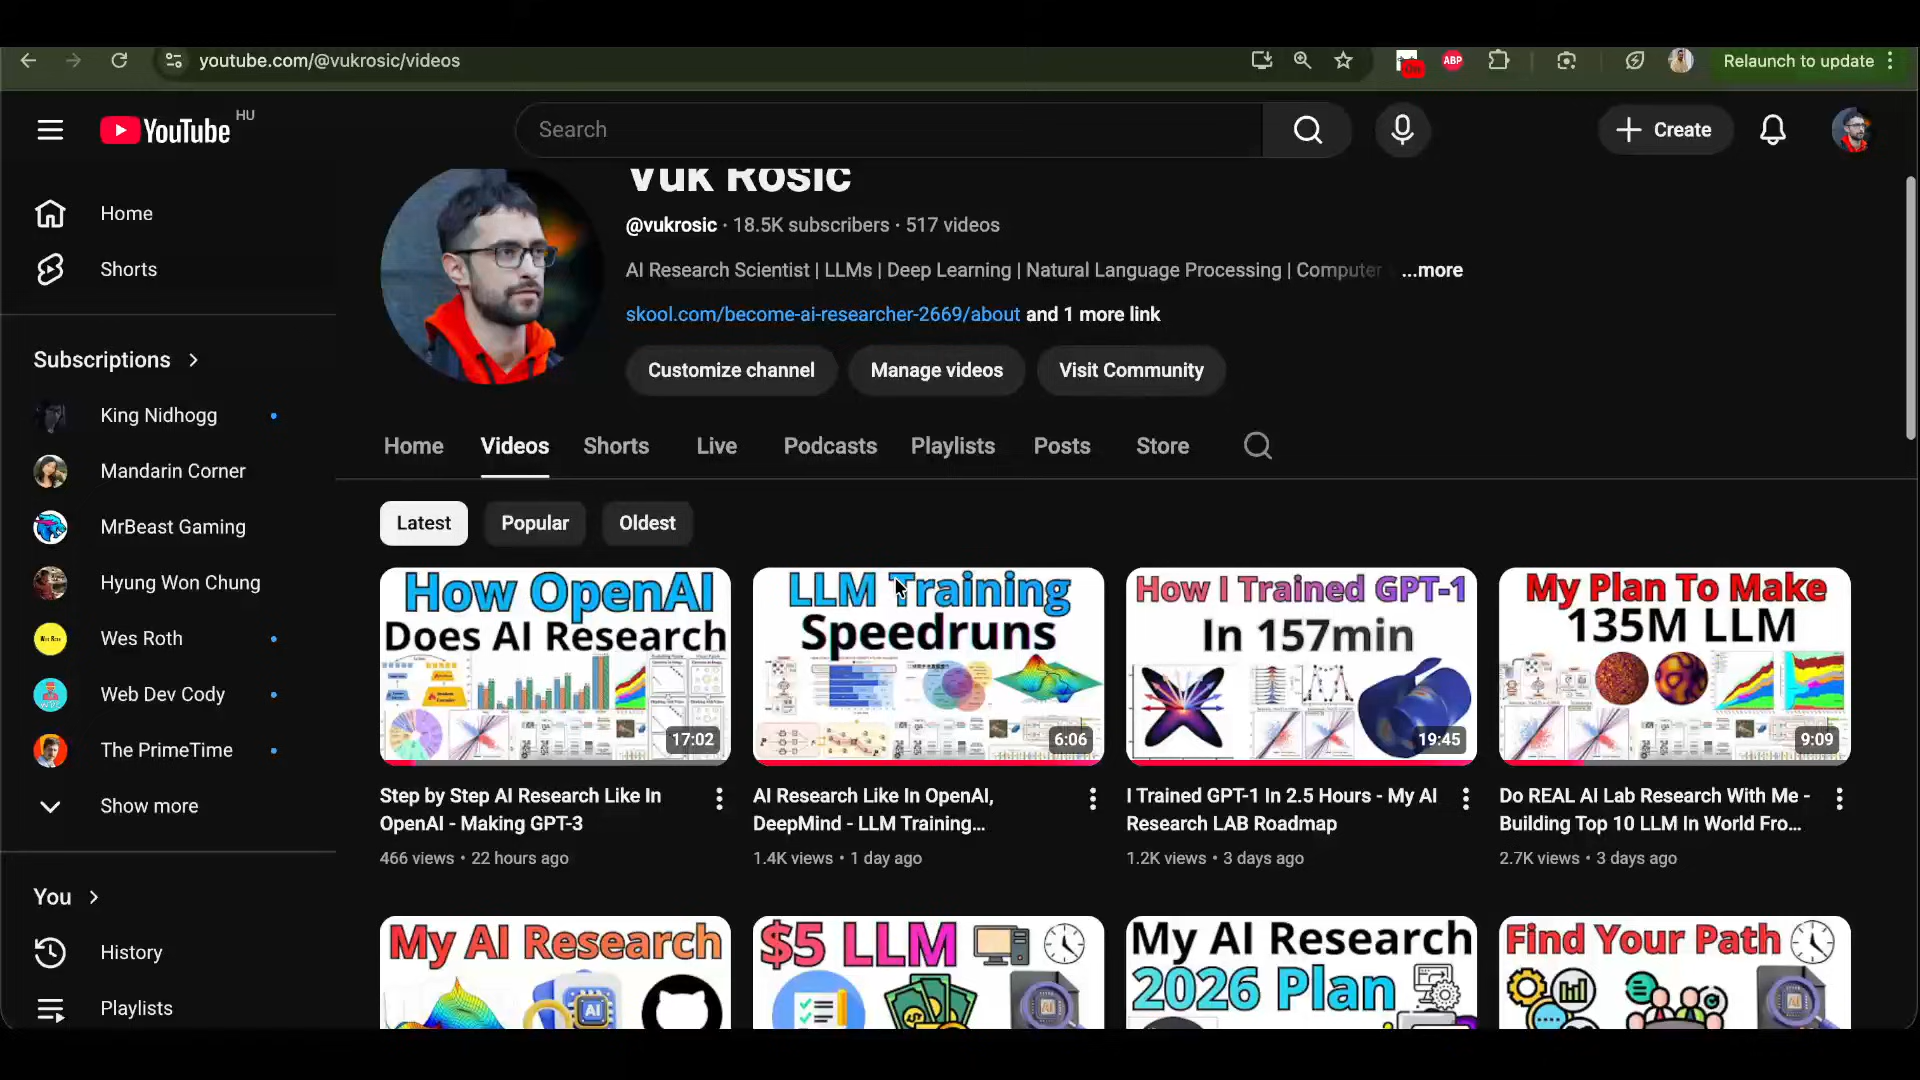 youtube.com/@vukrosic/videos
On
ABP
Relaunch to update
YouTube
HU
Search
Create
Home
Shorts
Subscriptions
King Nidhogg
Mandarin Corner
MrBeast Gaming
Hyung Won Chung
Wes Roth
Web Dev Cody
The PrimeTime
Show more
You
History
Playlists
Vuk Rosic
@vukrosic · 18.5K subscribers · 517 videos
AI Research Scientist | LLMs | Deep Learning | Natural Language Processing | Computer ...more
skool.com/become-ai-researcher-2669/about and 1 more link
Customize channel
Manage videos
Visit Community
Home
Videos
Shorts
Live
Podcasts
Playlists
Posts
Store
Latest
Popular
Oldest
How OpenAI
Does AI Research
17:02
Step by Step AI Research Like In
OpenAI - Making GPT-3
466 views • 22 hours ago
LLM Training
Speedruns
6:06
AI Research Like In OpenAI,
DeepMind - LLM Training...
1.4K views • 1 day ago
How I Trained GPT-1
In 157min
19:45
I Trained GPT-1 In 2.5 Hours - My AI
Research LAB Roadmap
1.2K views • 3 days ago
My Plan To Make
135M LLM
9:09
Do REAL AI Lab Research With Me -
Building Top 10 LLM In World Fro...
2.7K views • 3 days ago
My AI Research
AI
$5 LLM
My AI Research
2026 Plan
Find Your Path